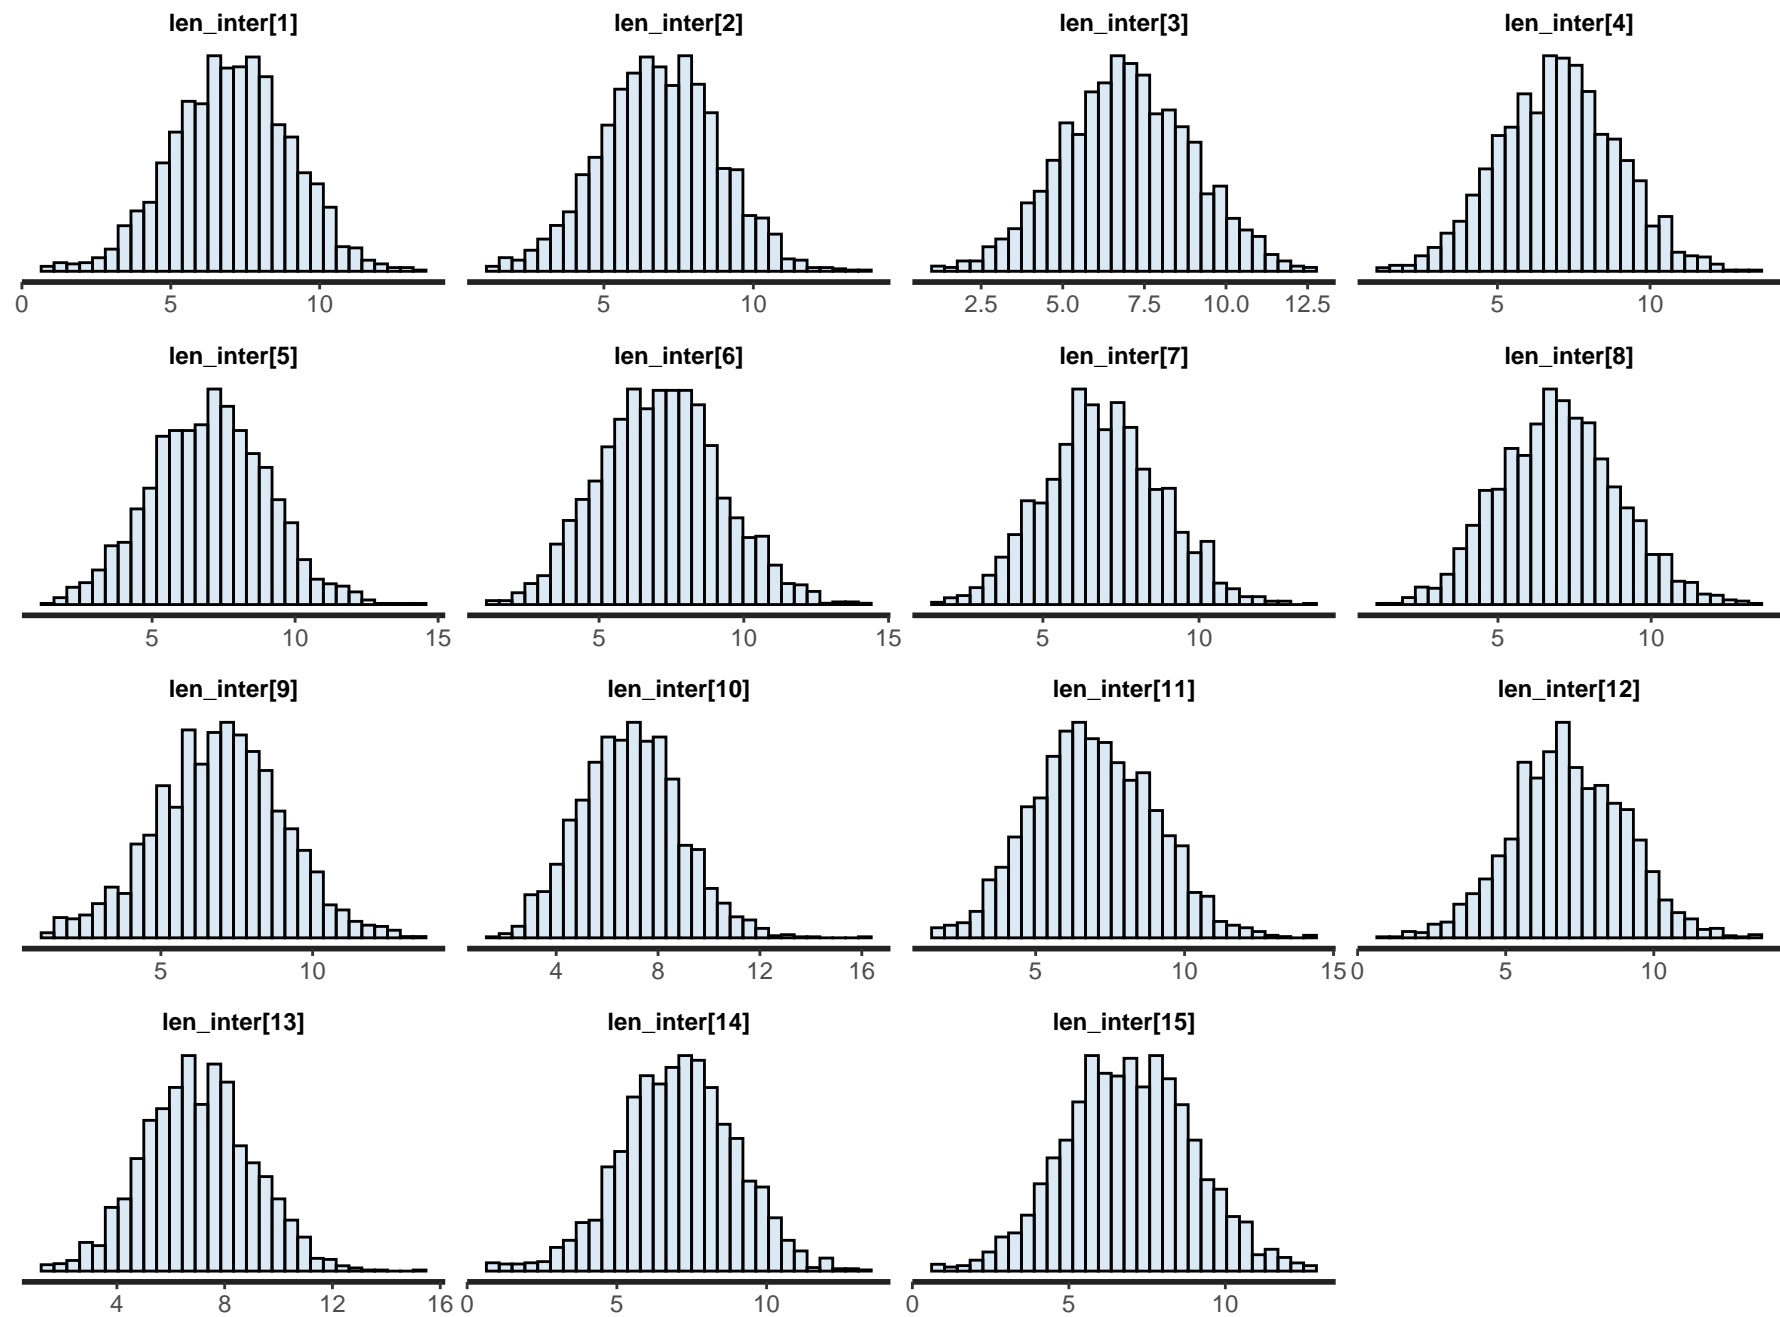 len_inter[1] len_inter[2] len_inter[3] len_inter[4]
0 5 10 5 10 2.5 5.0 7.5 10.0 12.5 5 10
len_inter[5] len_inter[6] len_inter[7] len_inter[8]
5 10 15 5 10 15 5 10 5 10
len_inter[9] len_inter[10] len_inter[11] len_inter[12]
5 10 4 8 12 16 5 10 15 0 5 10
len_inter[13] len_inter[14] len_inter[15]
4 8 12 16 0 5 10 0 5 10